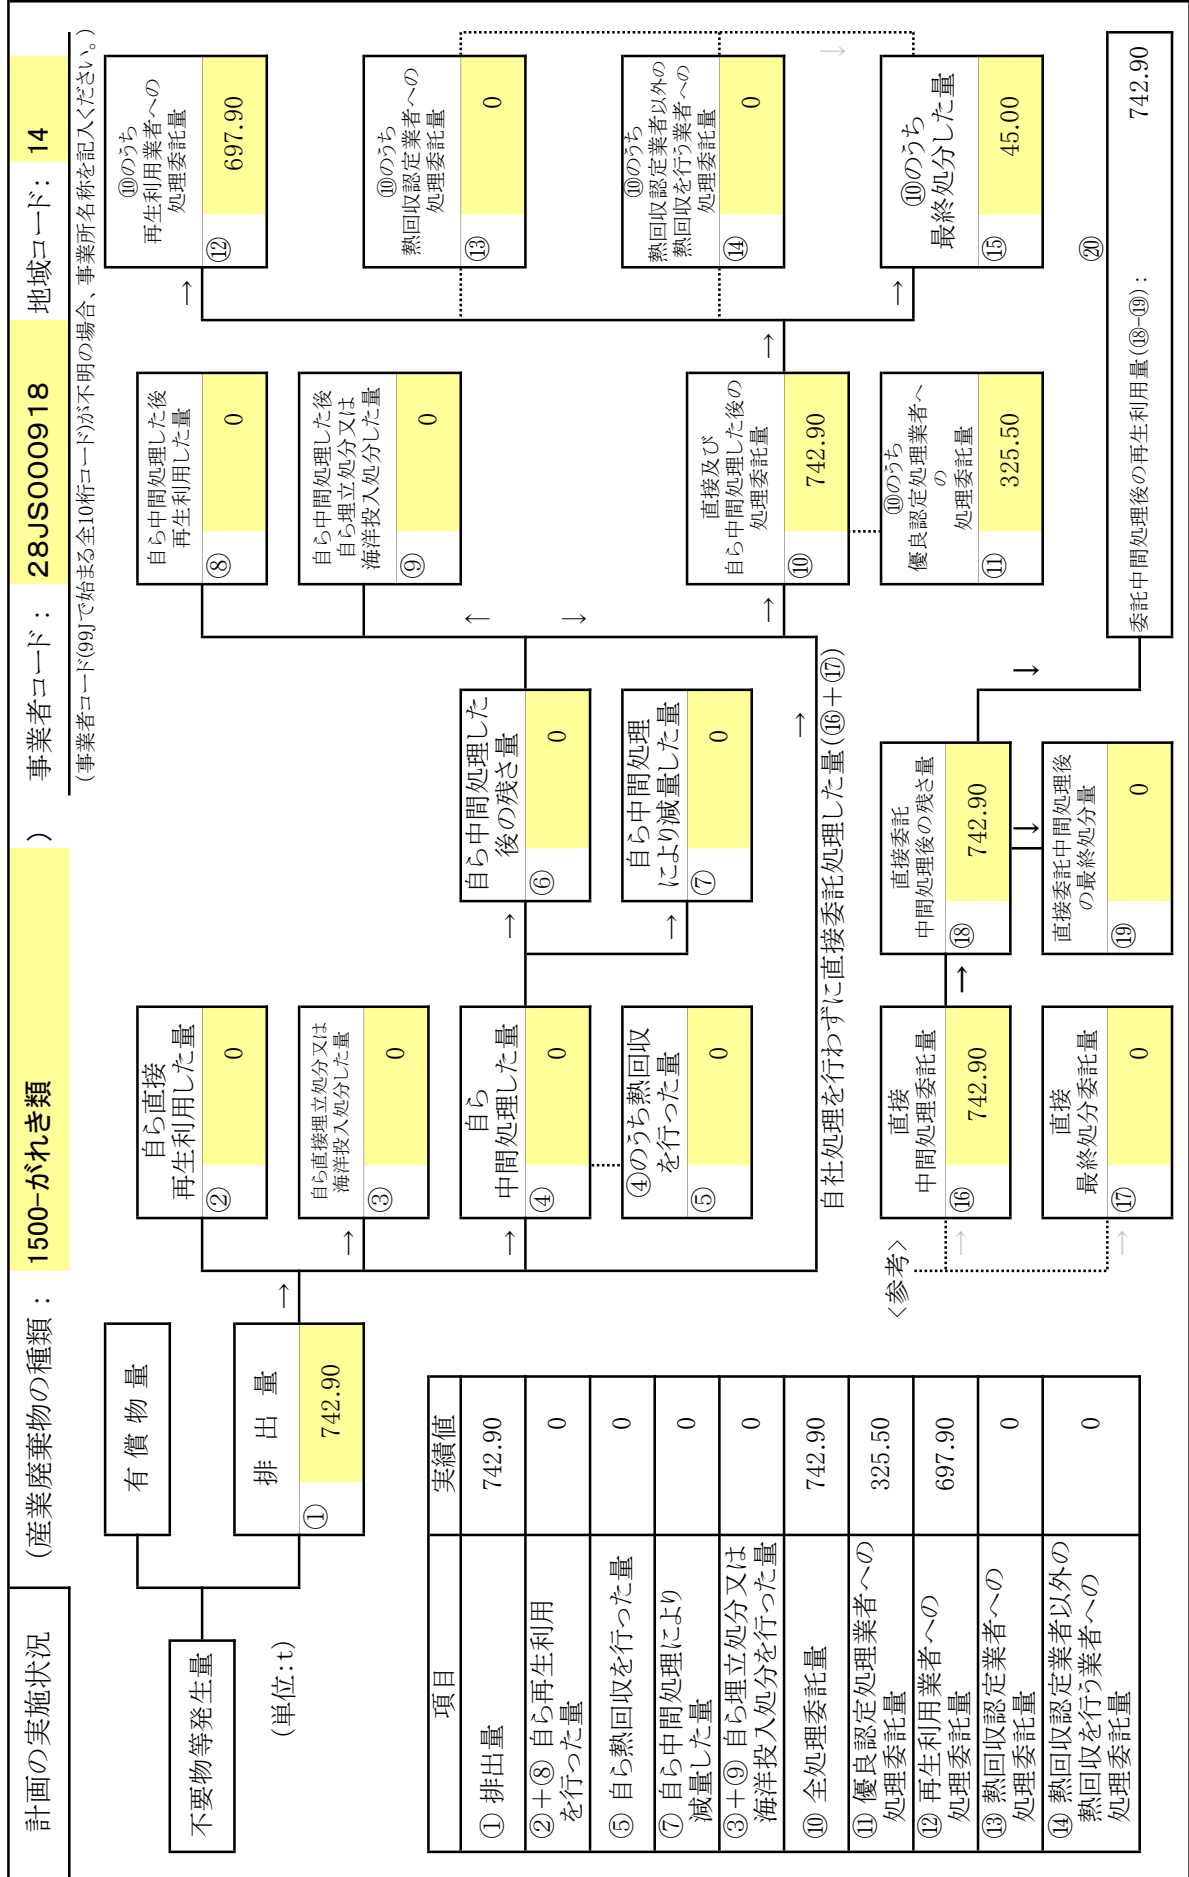 計画の実施状況
(産業廃棄物の種類： 1500-がれき類 )
事業者コード： 28JS000918 地域コード： 14
(事業者コード(99Jで始まる全10桁コード)が不明の場合、事業所名称を記入ください。)
不要物等発生量
(単位:t)
有 償 物 量
排 出 量
① 742.90
→
自ら直接
再生利用した量
② 0
→
自ら直接埋立処分又は
海洋投入処分した量
③ 0
→
自ら
中間処理した量
④ 0
④のうち熱回収
を行った量
⑤ 0
→
自ら中間処理した
後の残さ量
⑥ 0
→
自ら中間処理
により減量した量
⑦ 0
自社処理を行わずに直接委託処理した量(⑯+⑰)
→
↑
↓
自ら中間処理した後
再生利用した量
⑧ 0
自ら中間処理した後
自ら埋立処分又は
海洋投入処分した量
⑨ 0
→
直接及び
自ら中間処理した後の
処理委託量
⑩ 742.90
⑩のうち
優良認定処理業者へ
の
処理委託量
⑪ 325.50
→
→
⑩のうち
再生利用業者への
処理委託量
⑫ 697.90
⑩のうち
熱回収認定業者への
処理委託量
⑬ 0
⑩のうち
熱回収認定業者以外の
熱回収を行う業者への
処理委託量
⑭ 0
↓
→
⑩のうち
最終処分した量
⑮ 45.00
<参考>
→
直接
中間処理委託量
⑯ 742.90
→
直接
最終処分委託量
⑰ 0
→
直接委託
中間処理後の残さ量
⑱ 742.90
↓
直接委託中間処理後
の最終処分量
⑲ 0
↓
⑳
委託中間処理後の再生利用量(⑱-⑲)： 742.90
項目 実績値
① 排出量 742.90
②+⑧ 自ら再生利用
を行った量 0
⑤ 自ら熱回収を行った量 0
⑦ 自ら中間処理により
減量した量 0
③+⑨ 自ら埋立処分又は
海洋投入処分を行った量 0
⑩ 全処理委託量 742.90
⑪ 優良認定処理業者への
処理委託量 325.50
⑫ 再生利用業者への
処理委託量 697.90
⑬ 熱回収認定業者への
処理委託量 0
⑭ 熱回収認定業者以外の
熱回収を行う業者への
処理委託量 0